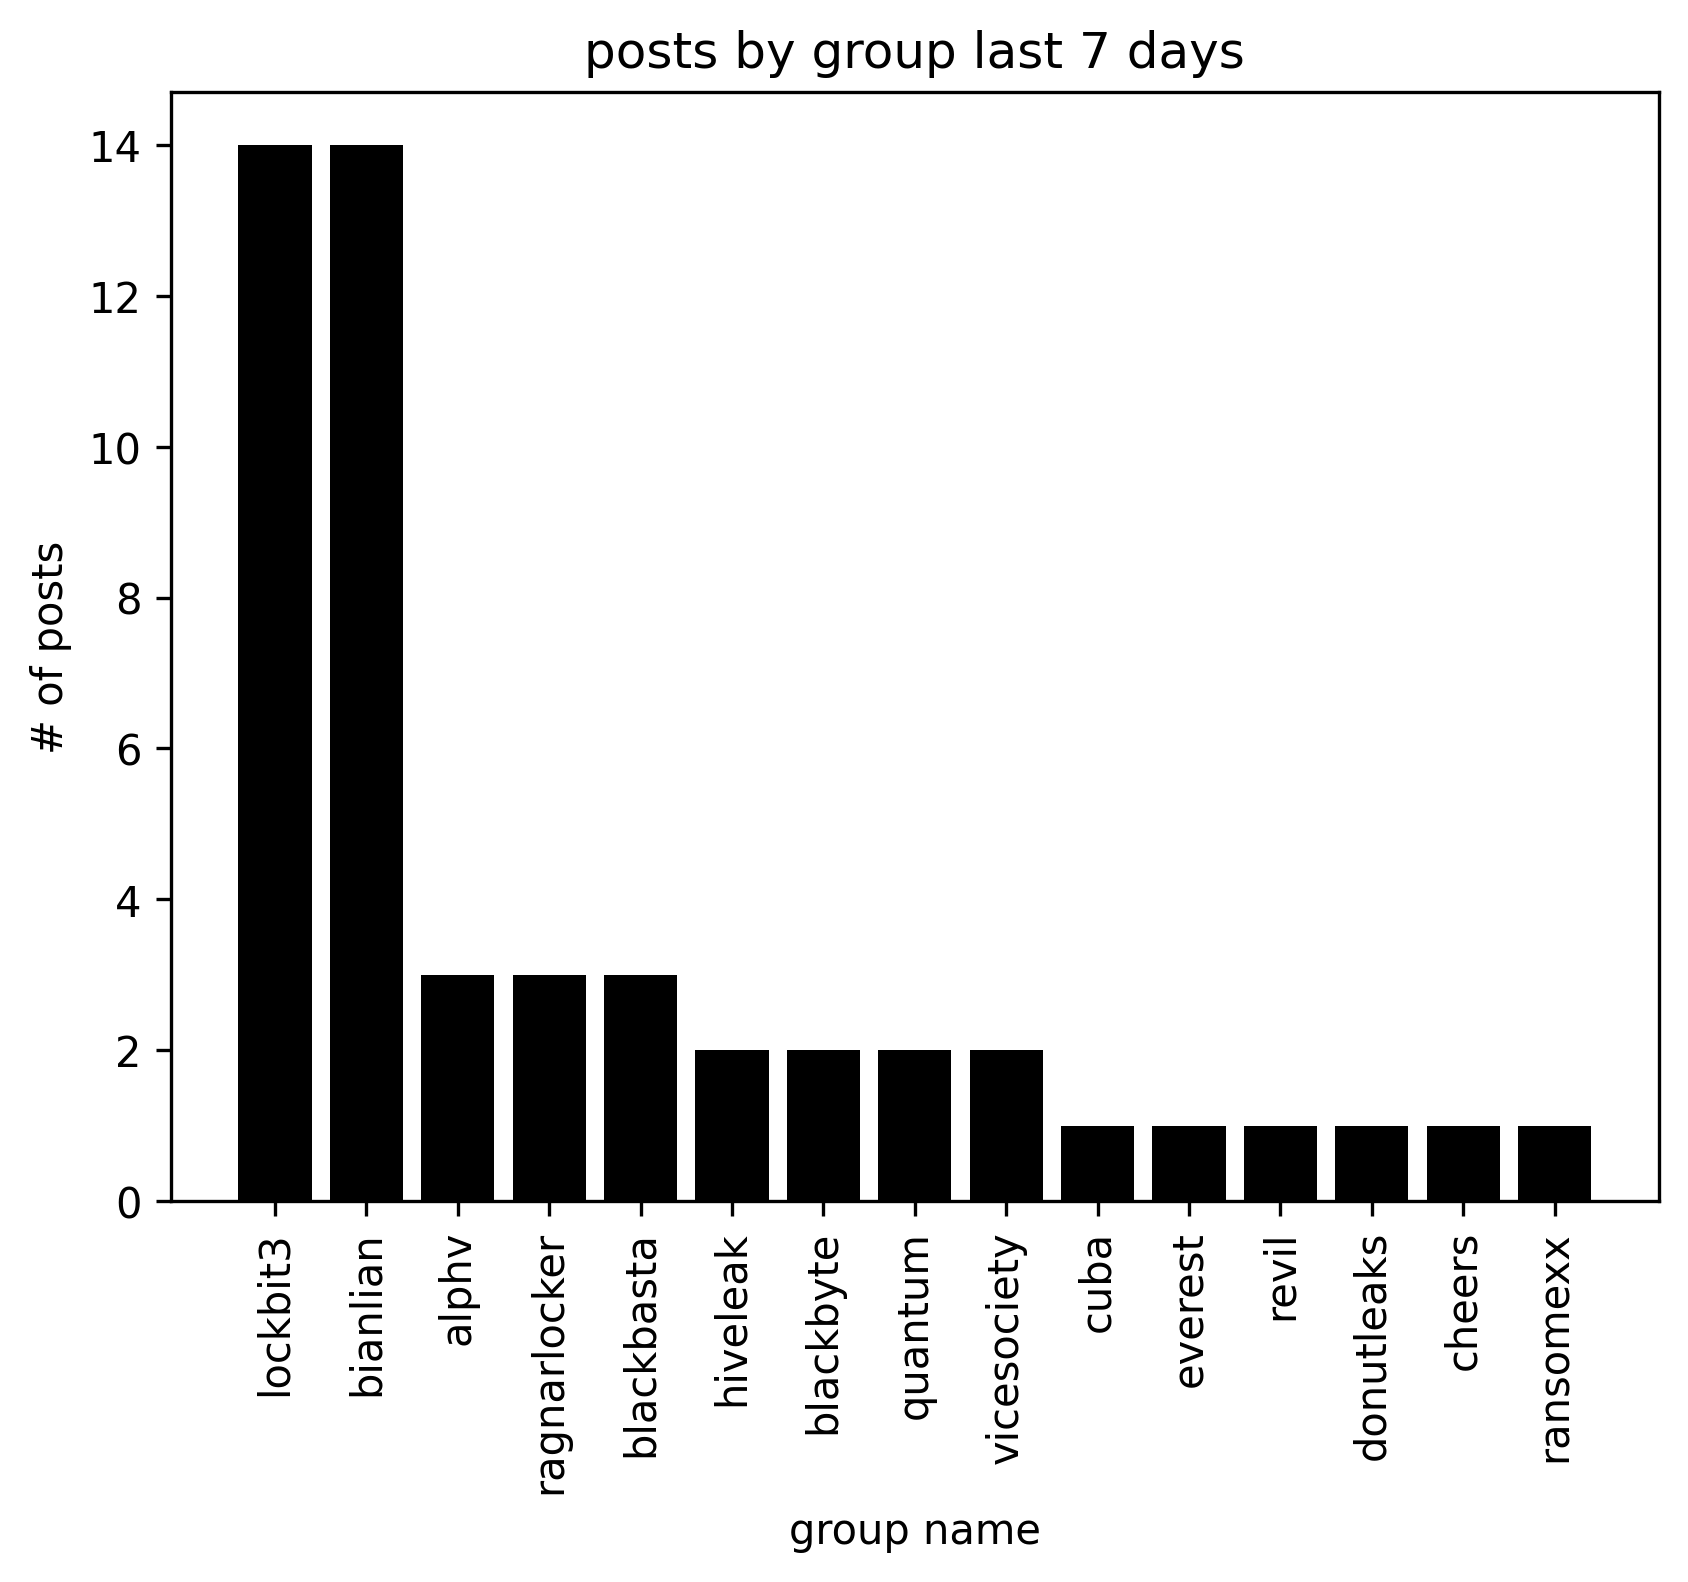 posts by group last 7 days
# of posts
14
12
10
8
6
4
2
0
lockbit3
bianlian
alphv
ragnarlocker
blackbasta
hiveleak
blackbyte
quantum
vicesociety
cuba
everest
revil
donutleaks
cheers
ransomexx
group name